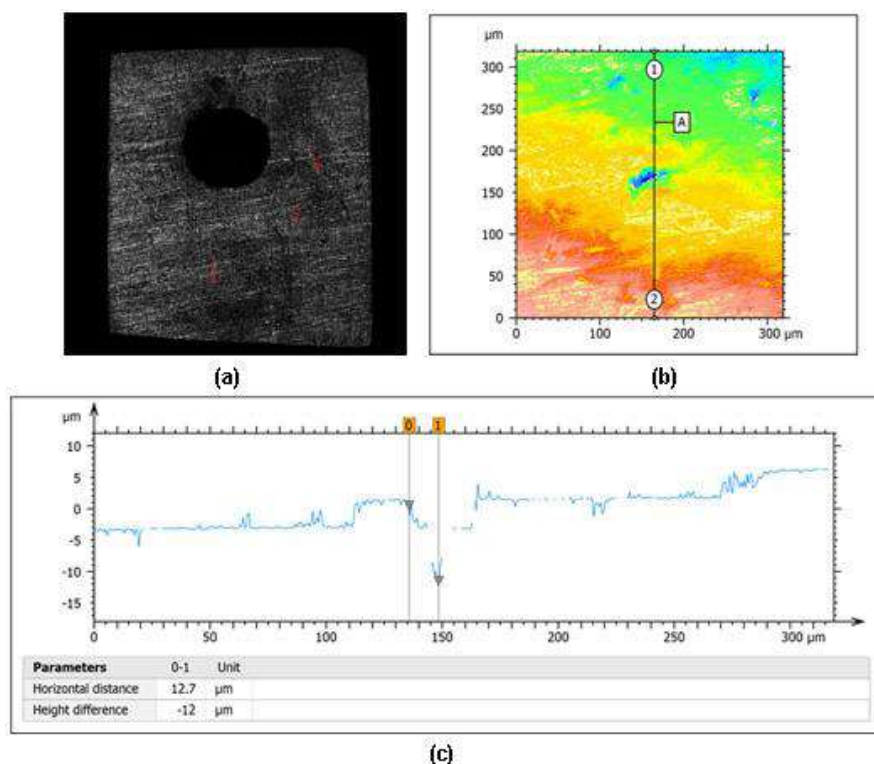 µm
300
250
200
150
100
50
0
0 100 200 300 µm
1
A
2
(a) (b)
µm
10
5
0
-5
-10
-15
0 1
0 50 100 150 200 250 300 µm
Parameters 0-1 Unit
Horizontal distance 12.7 µm
Height difference -12 µm
(c)